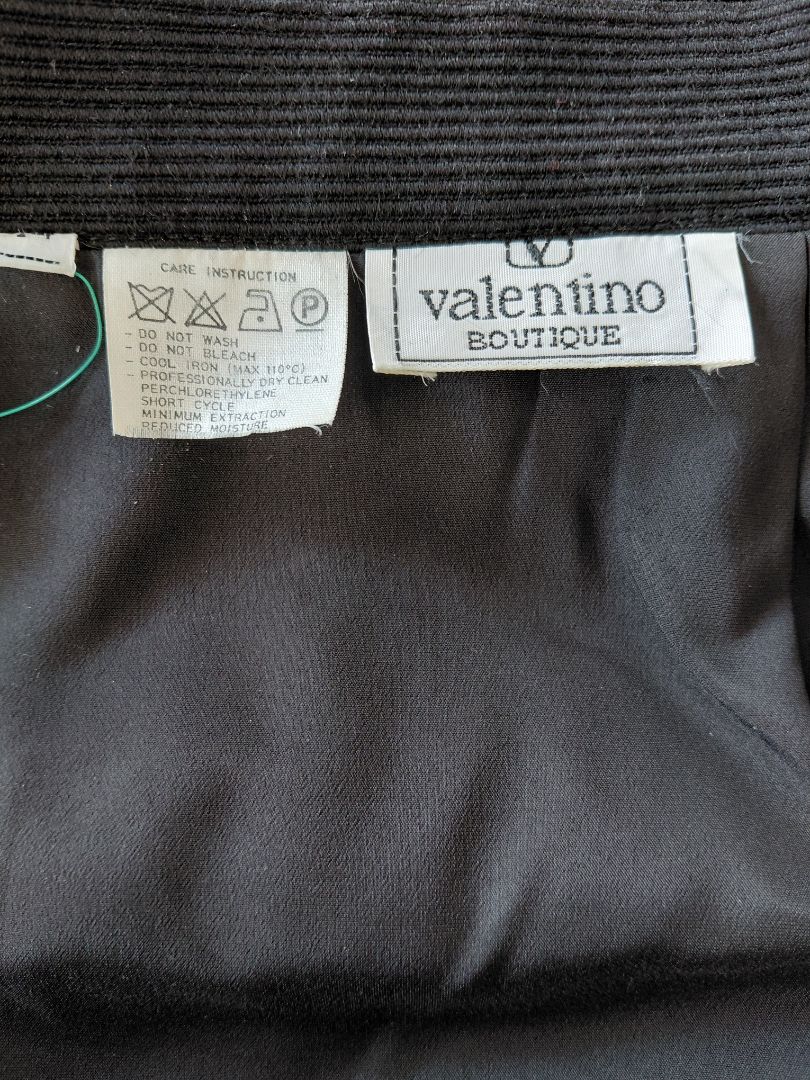 CARE INSTRUCTION
P
- DO NOT WASH
- DO NOT BLEACH
- COOL IRON (MAX 110°C)
- PROFESSIONALLY DRY CLEAN
PERCHLORETHYLENE
SHORT CYCLE
MINIMUM EXTRACTION
REDUCED MOISTURE
V
valentino
BOUTIQUE